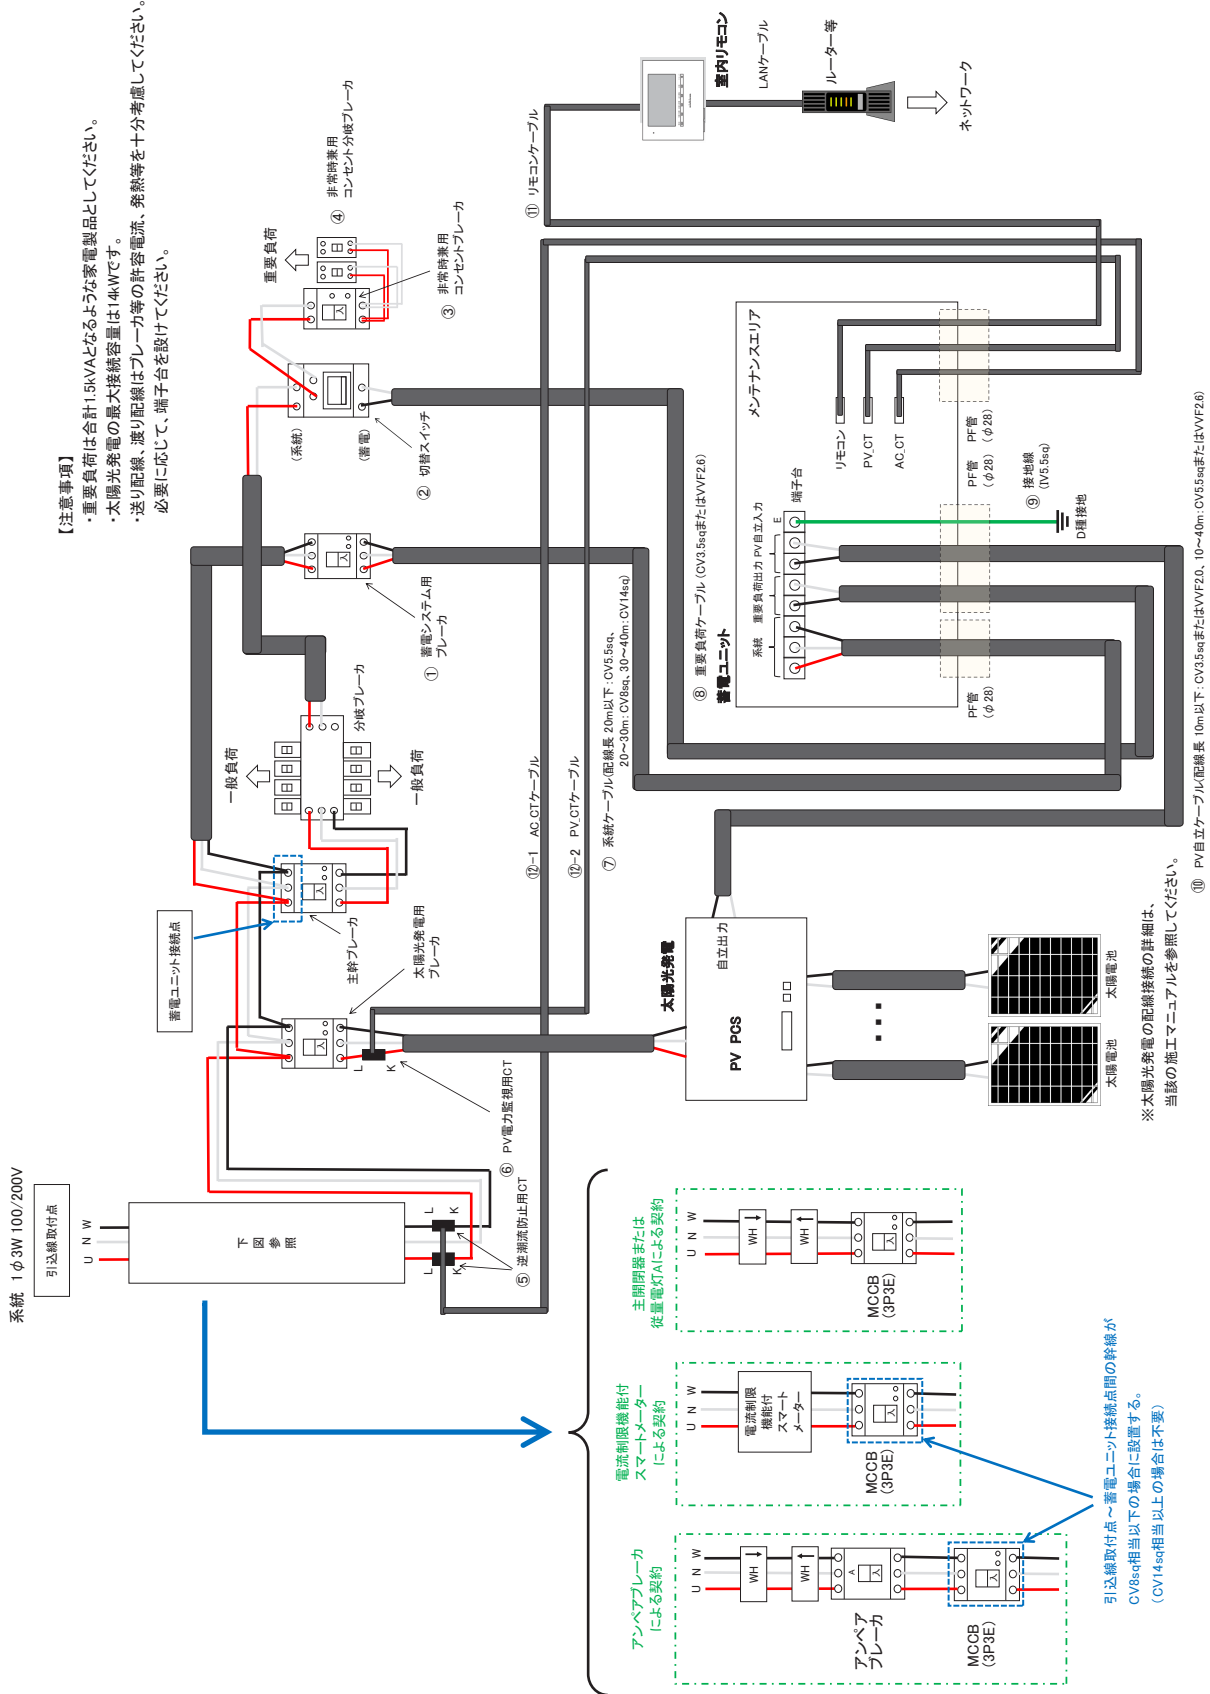 系統 1φ3W 100/200V
引込線取付点
U N W
下図参照
L
K
L
K
⑤ 逆潮流防止用CT
⑥ PV電力監視用CT
L
K
蓄電ユニット接続点
主幹ブレーカ
太陽光発電用
ブレーカ
一般負荷
一般負荷
分岐ブレーカ
① 蓄電システム用
ブレーカ
(系統)
(蓄電)
② 切替スイッチ
重要負荷
③ 非常時兼用
コンセントブレーカ
④ 非常時兼用
コンセント分岐ブレーカ
【注意事項】
・重要負荷は合計1.5kVAとなるような家電製品としてください。
・太陽光発電の最大接続容量は14kWです。
・送り配線、渡り配線はブレーカ等の許容電流、発熱等を十分考慮してください。
必要に応じて、端子台を設けてください。
⑫-1 AC_CTケーブル
⑫-2 PV_CTケーブル
⑦ 系統ケーブル(配線長 20m以下:CV5.5sq、
20~30m:CV8sq、30~40m:CV14sq)
⑧ 重要負荷ケーブル (CV3.5sqまたはVVF2.6)
⑪ リモコンケーブル
室内リモコン
LANケーブル
ルーター等
ネットワーク
蓄電ユニット
メンテナンスエリア
系統
重要負荷出力
PV自立入力
E
端子台
リモコン
PV_CT
AC_CT
PF管
(φ28)
PF管
(φ28)
PF管
(φ28)
⑨ 接地線
(IV5.5sq)
D種接地
⑩ PV自立ケーブル(配線長 10m以下:CV3.5sqまたはVVF2.0、10~40m:CV5.5sqまたはVVF2.6)
太陽光発電
PV PCS
自立出力
太陽電池
太陽電池
※太陽光発電の配線接続の詳細は、
当該の施工マニュアルを参照してください。
アンペアブレーカ
による契約
U N W
WH
WH
A
アンペア
ブレーカ
MCCB
(3P3E)
電流制限機能付
スマートメーター
による契約
U N W
電流制限
機能付
スマート
メーター
MCCB
(3P3E)
主開閉器または
従量電灯Aによる契約
U N W
WH
WH
MCCB
(3P3E)
引込線取付点~蓄電ユニット接続点間の幹線が
CV8sq相当以下の場合に設置する。
(CV14sq相当以上の場合は不要)